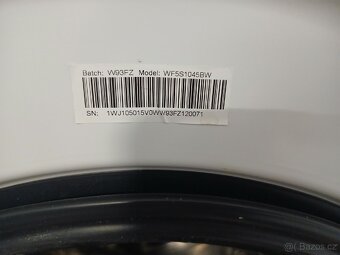 Batch: W93FZ Model: WF5S1045BW
SN: 1WJ105015V0WW93FZ120071
Bazos.cz